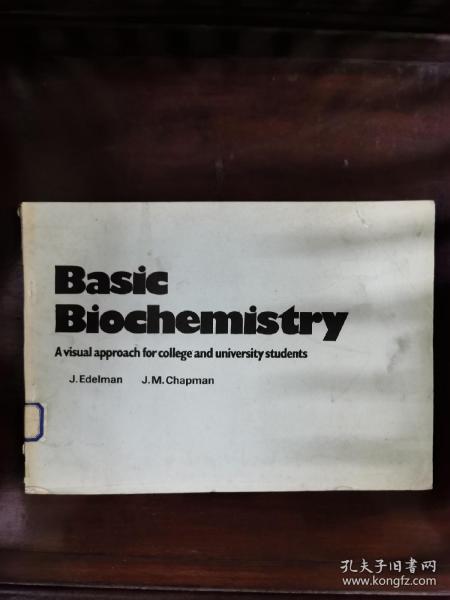 Basic
Biochemistry
A visual approach for college and university students
J. Edelman J. M. Chapman
孔夫子旧书网
www.kongfz.com